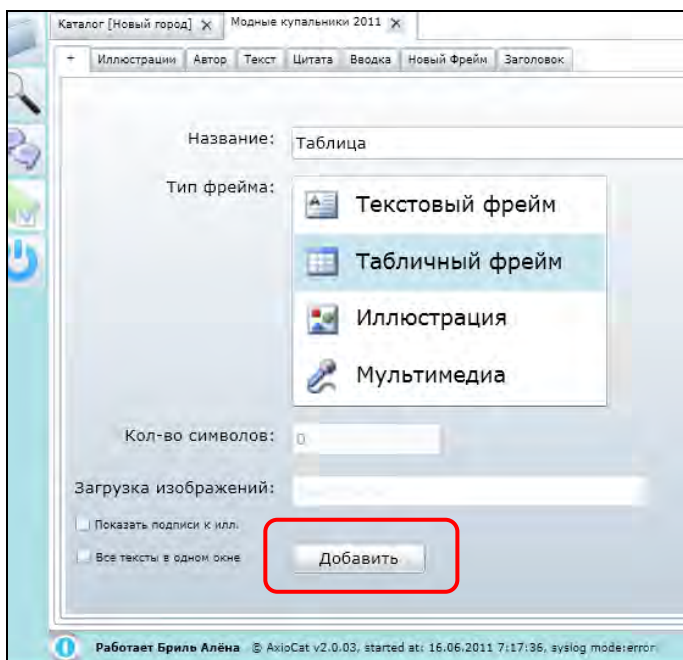 Каталог [Новый город] Модные купальники 2011
+ Иллюстрации Автор Текст Цитата Вводка Новый Фрейм Заголовок
Название: Таблица
Тип фрейма:
Текстовый фрейм
Табличный фрейм
Иллюстрация
Мультимедиа
Кол-во символов: 0
Загрузка изображений:
Показать подписи к илл.
Все тексты в одном окне Добавить
Работает Бриль Алёна © AxioCat v2.0.03, started at: 16.06.2011 7:17:36, syslog mode:error